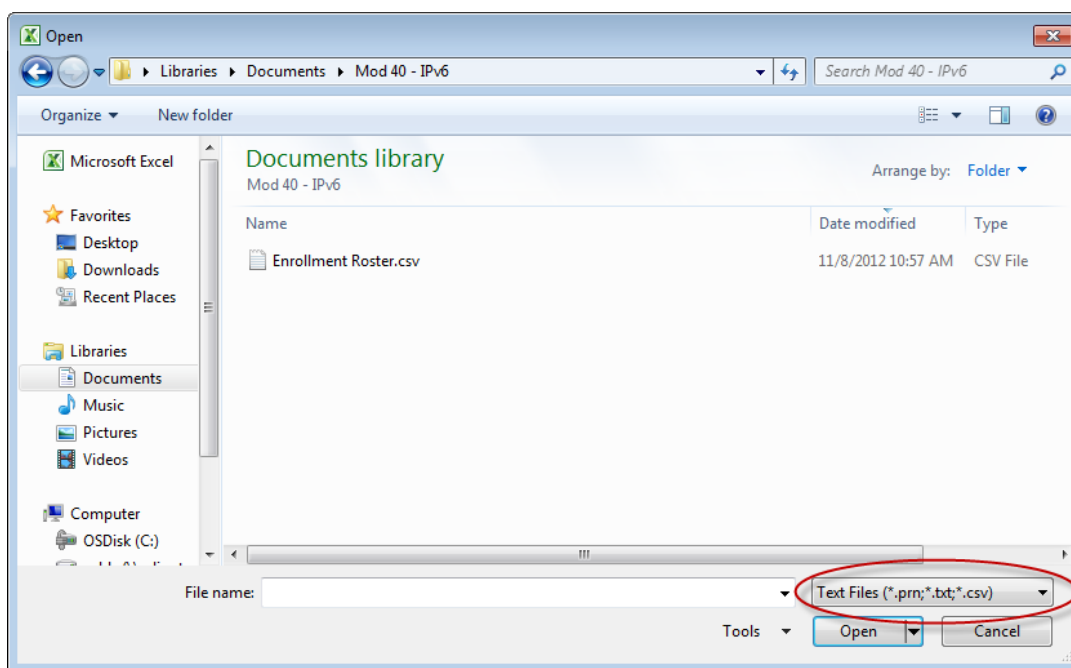 Open
Libraries Documents Mod 40 - IPv6
Search Mod 40 - IPv6
Organize New folder
Microsoft Excel
Favorites
Desktop
Downloads
Recent Places
Libraries
Documents
Music
Pictures
Videos
Computer
OSDisk (C:)
Documents library
Mod 40 - IPv6
Arrange by: Folder
Name Date modified Type
Enrollment Roster.csv 11/8/2012 10:57 AM CSV File
File name:
Text Files (*.prn;*.txt;*.csv)
Tools Open Cancel